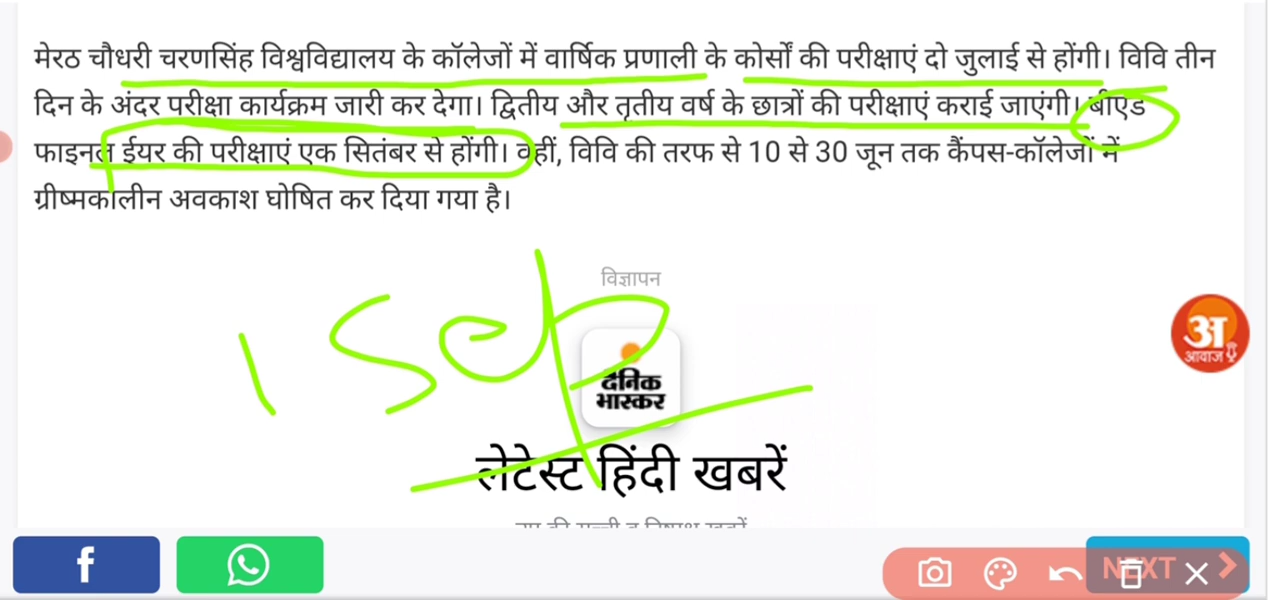 मेरठ चौधरी चरणसिंह विश्वविद्यालय के कॉलेजों में वार्षिक प्रणाली के कोर्सों की परीक्षाएं दो जुलाई से होंगी। विवि तीन
दिन के अंदर परीक्षा कार्यक्रम जारी कर देगा। द्वितीय और तृतीय वर्ष के छात्रों की परीक्षाएं कराई जाएंगी। बीएड
फाइनल ईयर की परीक्षाएं एक सितंबर से होंगी। वहीं, विवि की तरफ से 10 से 30 जून तक कैंपस-कॉलेजों में
ग्रीष्मकालीन अवकाश घोषित कर दिया गया है।
विज्ञापन
1 Sep
दैनिक
भास्कर
अ
आवाज
लेटेस्ट हिंदी खबरें
f
NEXT